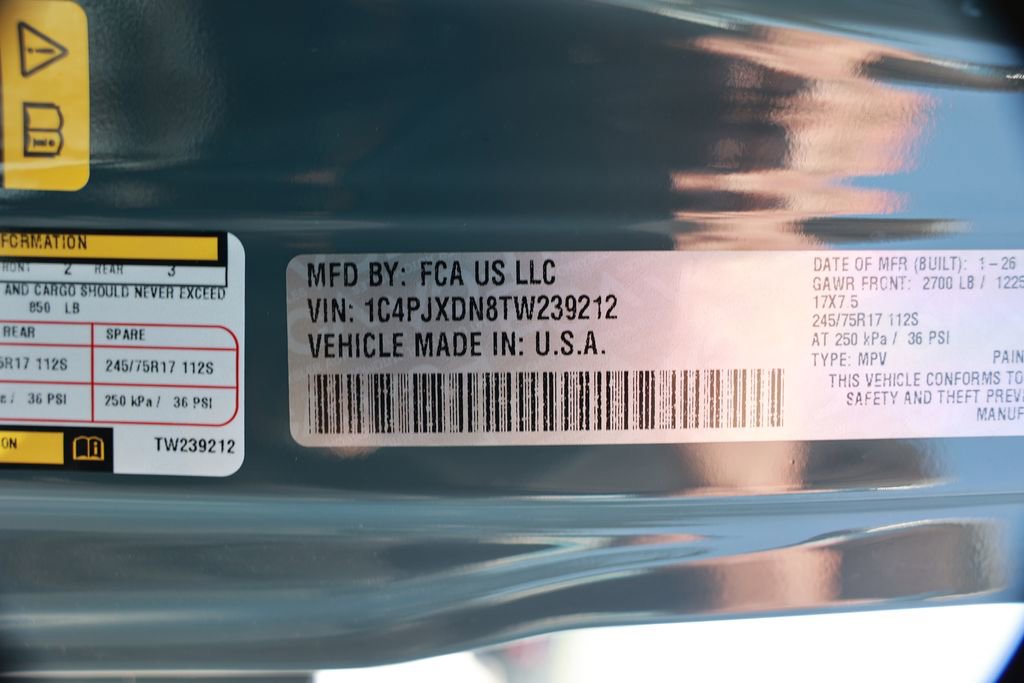 FORMATION
FRONT 2 REAR 3
AND CARGO SHOULD NEVER EXCEED
850 LB
REAR SPARE
5R17 112S 245/75R17 112S
/ 36 PSI 250 kPa / 36 PSI
ON
TW239212
MFD BY: FCA US LLC
VIN: 1C4PJXDN8TW239212
VEHICLE MADE IN: U.S.A.
DATE OF MFR (BUILT): 1-26
GAWR FRONT: 2700 LB / 1225
17X7.5
245/75R17 112S
AT 250 kPa / 36 PSI
TYPE: MPV PAIN
THIS VEHICLE CONFORMS TO
SAFETY AND THEFT PREV
MANUF